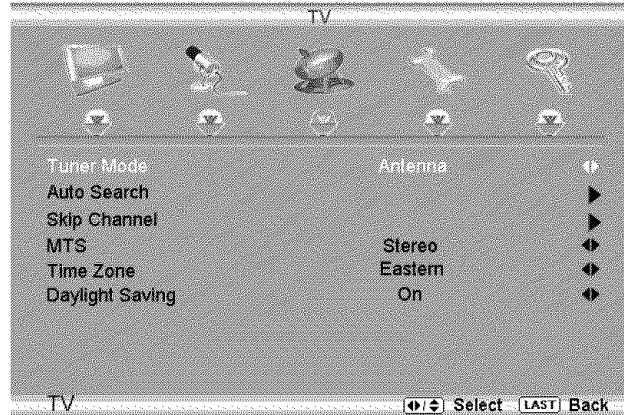 TV
Tuner Mode Antenna
Auto Search
Skip Channel
MTS Stereo
Time Zone Eastern
Daylight Saving On
TV Select LAST Back